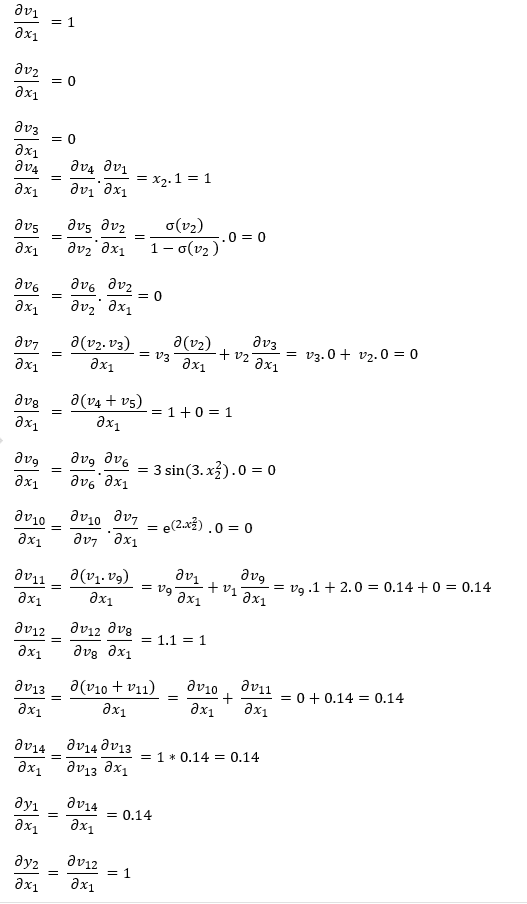 ∂v₁/∂x₁ = 1
∂v₂/∂x₁ = 0
∂v₃/∂x₁ = 0
∂v₄/∂x₁ = ∂v₄/∂v₁ . ∂v₁/∂x₁ = x₂. 1 = 1
∂v₅/∂x₁ = ∂v₅/∂v₂ . ∂v₂/∂x₁ = σ(v₂)/1 − σ(v₂ ) . 0 = 0
∂v₆/∂x₁ = ∂v₆/∂v₂ . ∂v₂/∂x₁ = 0
∂v₇/∂x₁ = ∂(v₂. v₃)/∂x₁ = v₃ ∂(v₂)/∂x₁ + v₂ ∂v₃/∂x₁ = v₃. 0 + v₂. 0 = 0
∂v₈/∂x₁ = ∂(v₄ + v₅)/∂x₁ = 1 + 0 = 1
∂v₉/∂x₁ = ∂v₉/∂v₆ . ∂v₆/∂x₁ = 3 sin(3. x₂²) . 0 = 0
∂v₁₀/∂x₁ = ∂v₁₀/∂v₇ . ∂v₇/∂x₁ = e^(2.x₂²) . 0 = 0
∂v₁₁/∂x₁ = ∂(v₁. v₉)/∂x₁ = v₉ ∂v₁/∂x₁ + v₁ ∂v₉/∂x₁ = v₉ .1 + 2. 0 = 0.14 + 0 = 0.14
∂v₁₂/∂x₁ = ∂v₁₂/∂v₈ ∂v₈/∂x₁ = 1.1 = 1
∂v₁₃/∂x₁ = ∂(v₁₀ + v₁₁)/∂x₁ = ∂v₁₀/∂x₁ + ∂v₁₁/∂x₁ = 0 + 0.14 = 0.14
∂v₁₄/∂x₁ = ∂v₁₄/∂v₁₃ ∂v₁₃/∂x₁ = 1 * 0.14 = 0.14
∂y₁/∂x₁ = ∂v₁₄/∂x₁ = 0.14
∂y₂/∂x₁ = ∂v₁₂/∂x₁ = 1